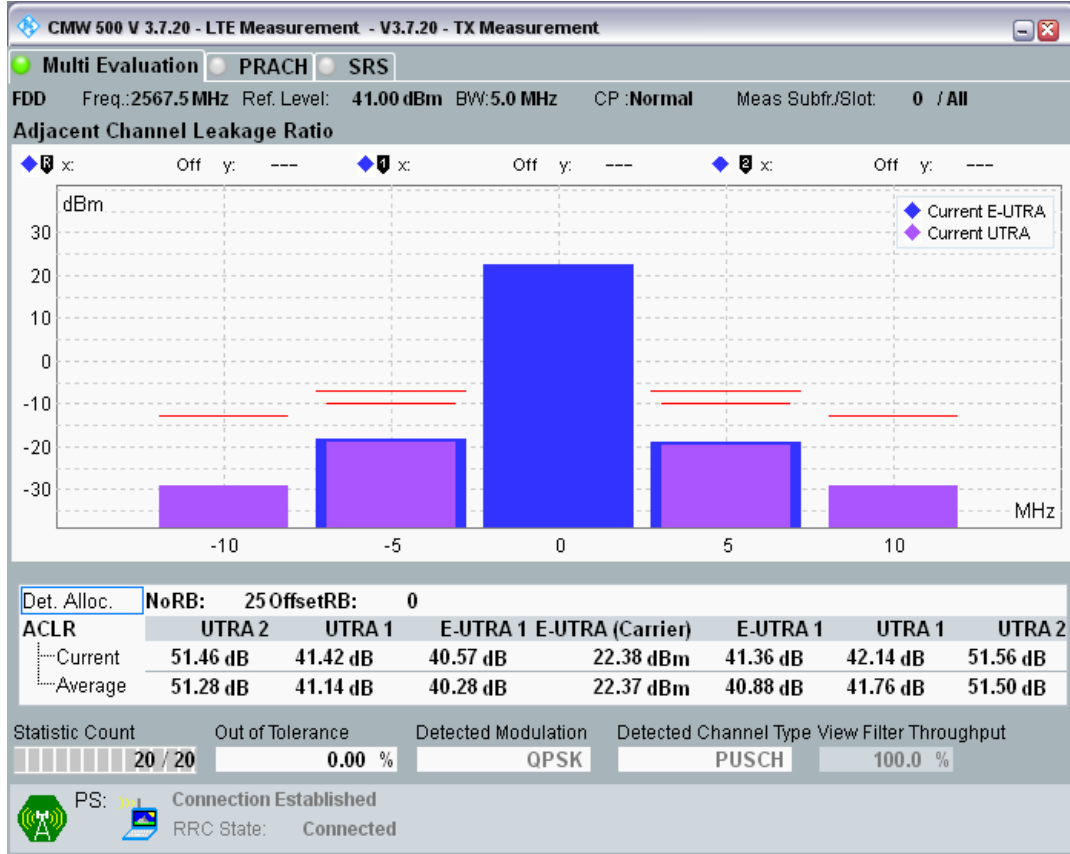 CMW 500 V 3.7.20 - LTE Measurement - V3.7.20 - TX Measurement
Multi Evaluation PRACH SRS
FDD Freq.:2567.5 MHz Ref. Level: 41.00 dBm BW:5.0 MHz CP :Normal Meas Subfr./Slot: 0 / All
Adjacent Channel Leakage Ratio
R x: Off y: --- 1 x: Off y: --- 2 x: Off y: ---
dBm
Current E-UTRA
Current UTRA
30
20
10
0
-10
-20
-30
MHz
-10 -5 0 5 10
Det. Alloc. NoRB: 25 OffsetRB: 0
ACLR UTRA 2 UTRA 1 E-UTRA 1 E-UTRA (Carrier) E-UTRA 1 UTRA 1 UTRA 2
Current 51.46 dB 41.42 dB 40.57 dB 22.38 dBm 41.36 dB 42.14 dB 51.56 dB
Average 51.28 dB 41.14 dB 40.28 dB 22.37 dBm 40.88 dB 41.76 dB 51.50 dB
Statistic Count Out of Tolerance Detected Modulation Detected Channel Type View Filter Throughput
20 / 20 0.00 % QPSK PUSCH 100.0 %
PS: Connection Established
RRC State: Connected